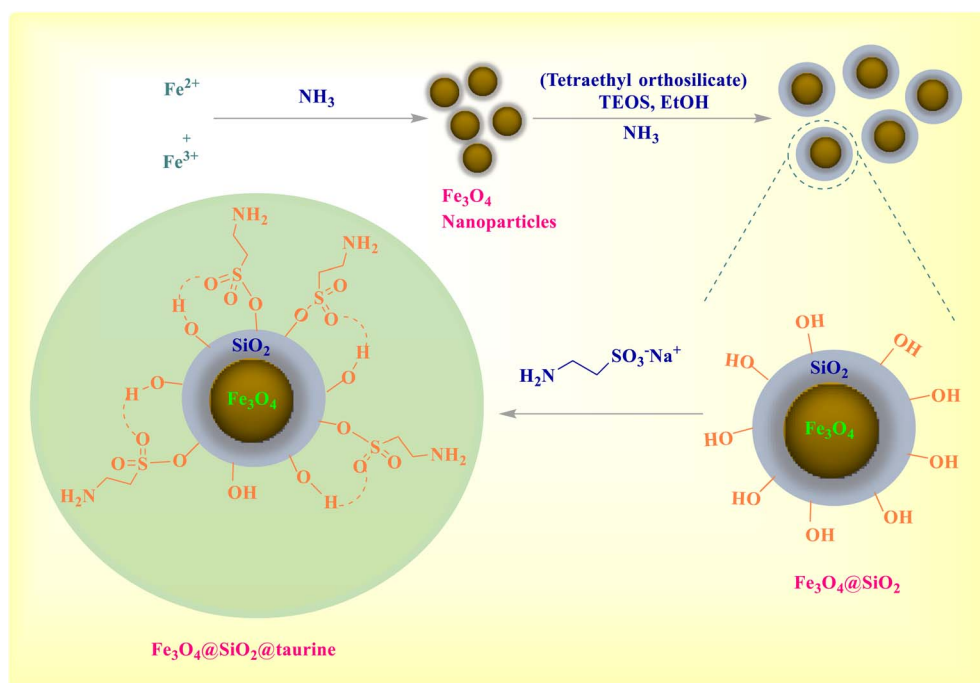 Fe²⁺
+
Fe³⁺
NH₃
Fe₃O₄
Nanoparticles
(Tetraethyl orthosilicate)
TEOS, EtOH
NH₃
NH₂
NH₂
O
S
O
O
H
O
O
S
O
H
O
SiO₂
Fe₃O₄
H
O
O
O
S
O
H₂N
OH
O
S
O
O
NH₂
O
H
Fe₃O₄@SiO₂@taurine
H₂N
SO₃⁻Na⁺
OH
OH
HO
OH
SiO₂
Fe₃O₄
HO
OH
HO
OH
OH
OH
Fe₃O₄@SiO₂